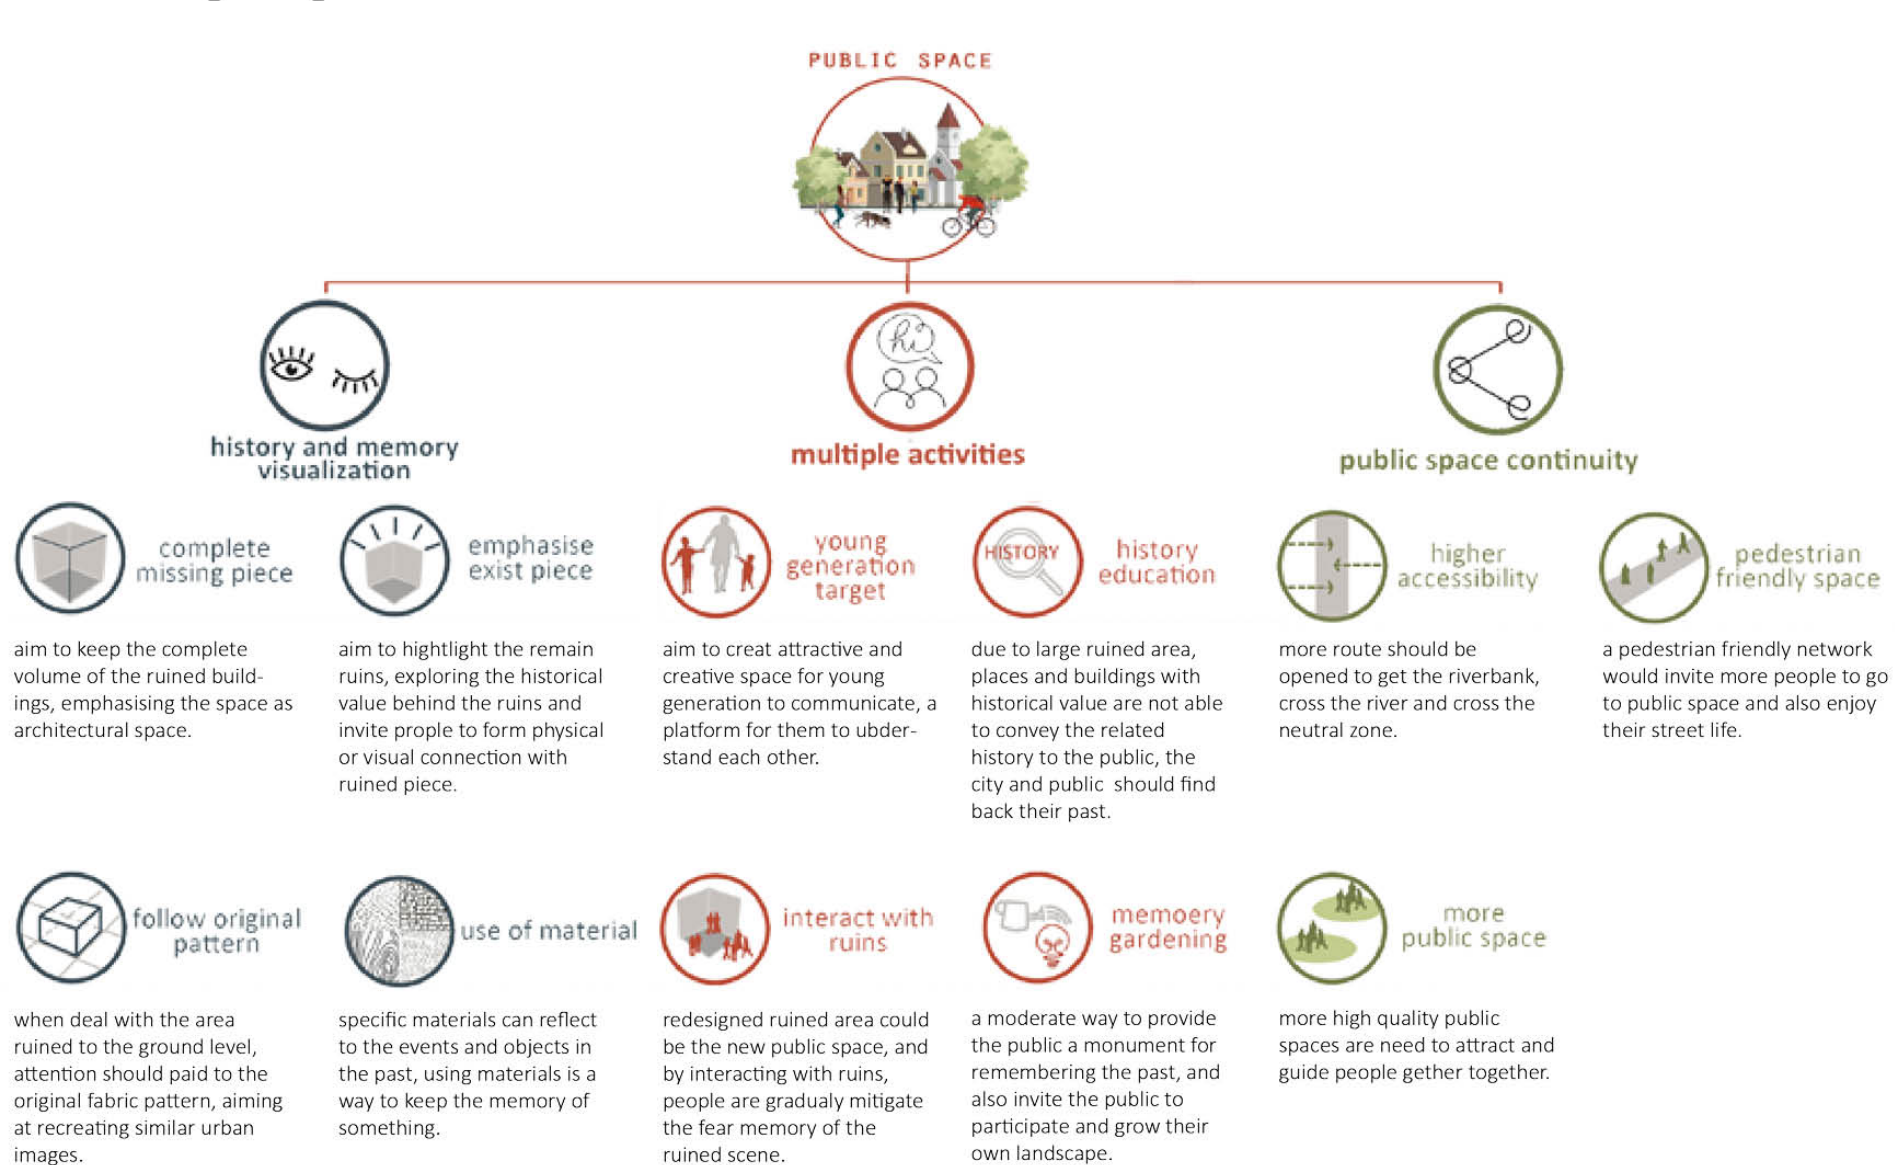 PUBLIC SPACE
hi
history and memory
visualization
multiple activities
public space continuity
complete
missing piece
emphasise
exist piece
young
generation
target
HISTORY
history
education
higher
accessibility
pedestrian
friendly space
aim to keep the complete
volume of the ruined build-
ings, emphasising the space as
architectural space.
aim to hightlight the remain
ruins, exploring the historical
value behind the ruins and
invite prople to form physical
or visual connection with
ruined piece.
aim to creat attractive and
creative space for young
generation to communicate, a
platform for them to ubder-
stand each other.
due to large ruined area,
places and buildings with
historical value are not able
to convey the related
history to the public, the
city and public should find
back their past.
more route should be
opened to get the riverbank,
cross the river and cross the
neutral zone.
a pedestrian friendly network
would invite more people to go
to public space and also enjoy
their street life.
follow original
pattern
use of material
interact with
ruins
memoery
gardening
more
public space
when deal with the area
ruined to the ground level,
attention should paid to the
original fabric pattern, aiming
at recreating similar urban
images.
specific materials can reflect
to the events and objects in
the past, using materials is a
way to keep the memory of
something.
redesigned ruined area could
be the new public space, and
by interacting with ruins,
people are gradualy mitigate
the fear memory of the
ruined scene.
a moderate way to provide
the public a monument for
remembering the past, and
also invite the public to
participate and grow their
own landscape.
more high quality public
spaces are need to attract and
guide people gether together.